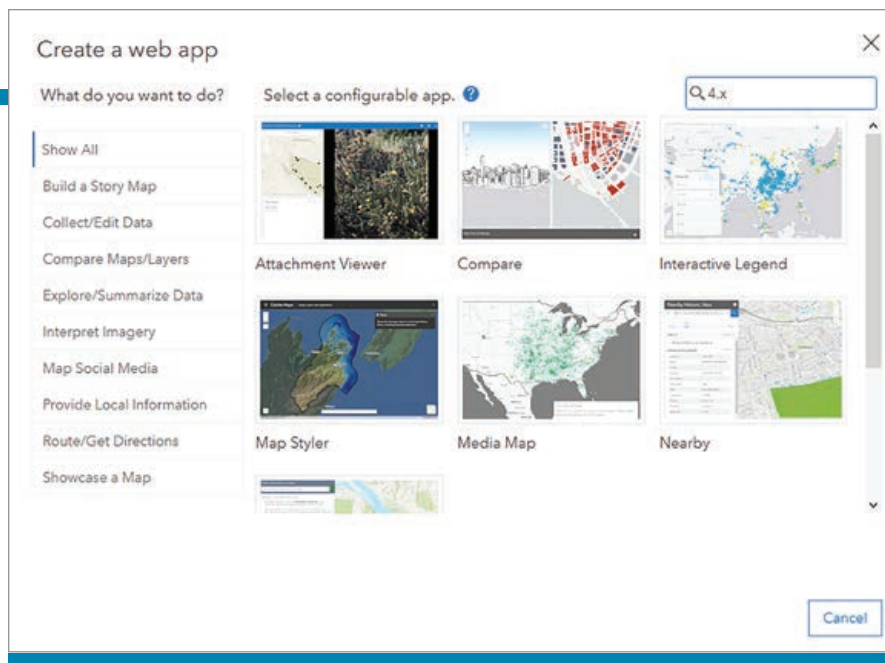 Create a web app
What do you want to do?
Select a configurable app.
4.x
Show All
Build a Story Map
Collect/Edit Data
Compare Maps/Layers
Explore/Summarize Data
Interpret Imagery
Map Social Media
Provide Local Information
Route/Get Directions
Showcase a Map
Attachment Viewer
Compare
Interactive Legend
Map Styler
Media Map
Nearby
Cancel